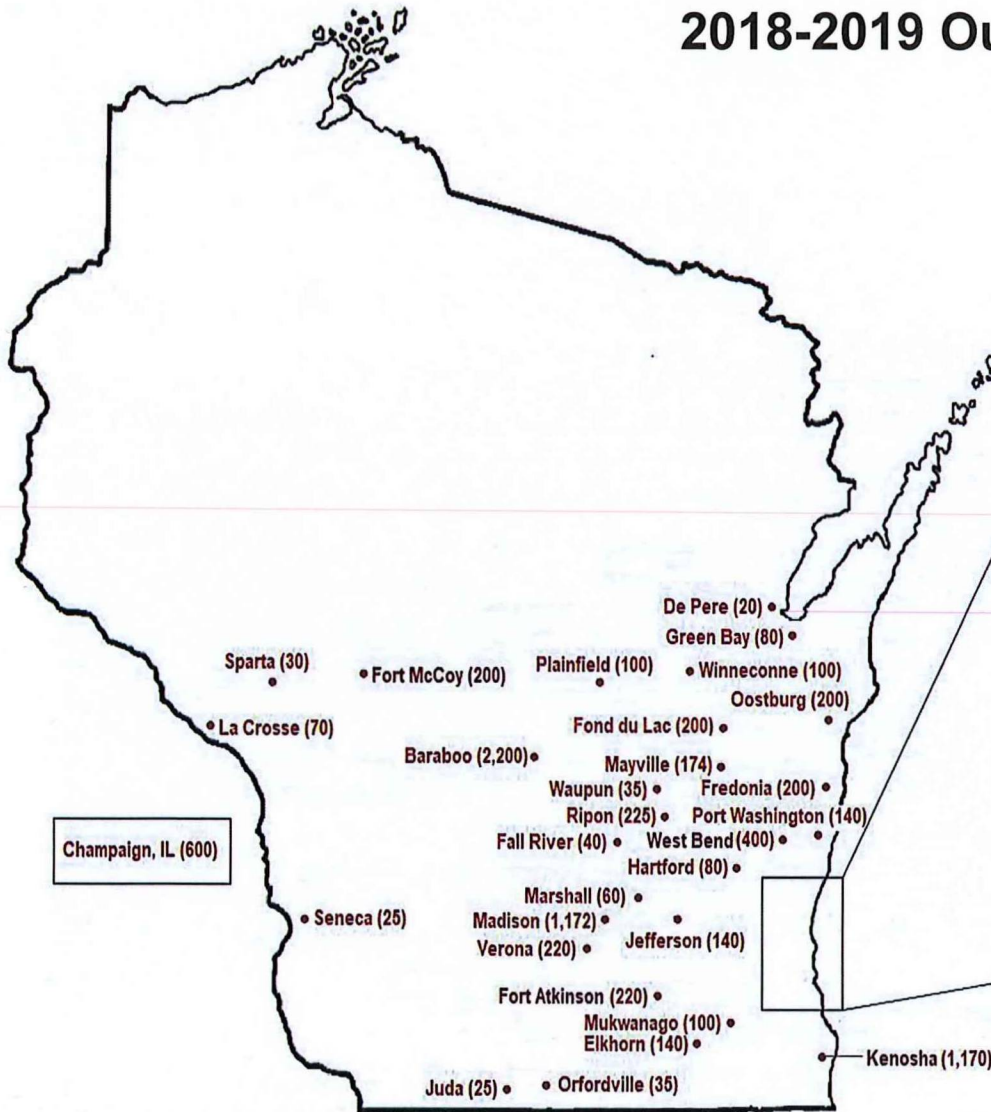 2018-2019 Ou
De Pere (20)
Green Bay (80)
Sparta (30)
Fort McCoy (200)
Plainfield (100)
Winneconne (100)
Oostburg (200)
La Crosse (70)
Fond du Lac (200)
Baraboo (2,200)
Mayville (174)
Waupun (35)
Fredonia (200)
Ripon (225)
Port Washington (140)
Champaign, IL (600)
Fall River (40)
West Bend (400)
Hartford (80)
Marshall (60)
Seneca (25)
Madison (1,172)
Jefferson (140)
Verona (220)
Fort Atkinson (220)
Mukwanago (100)
Elkhorn (140)
Kenosha (1,170)
Juda (25)
Orfordville (35)